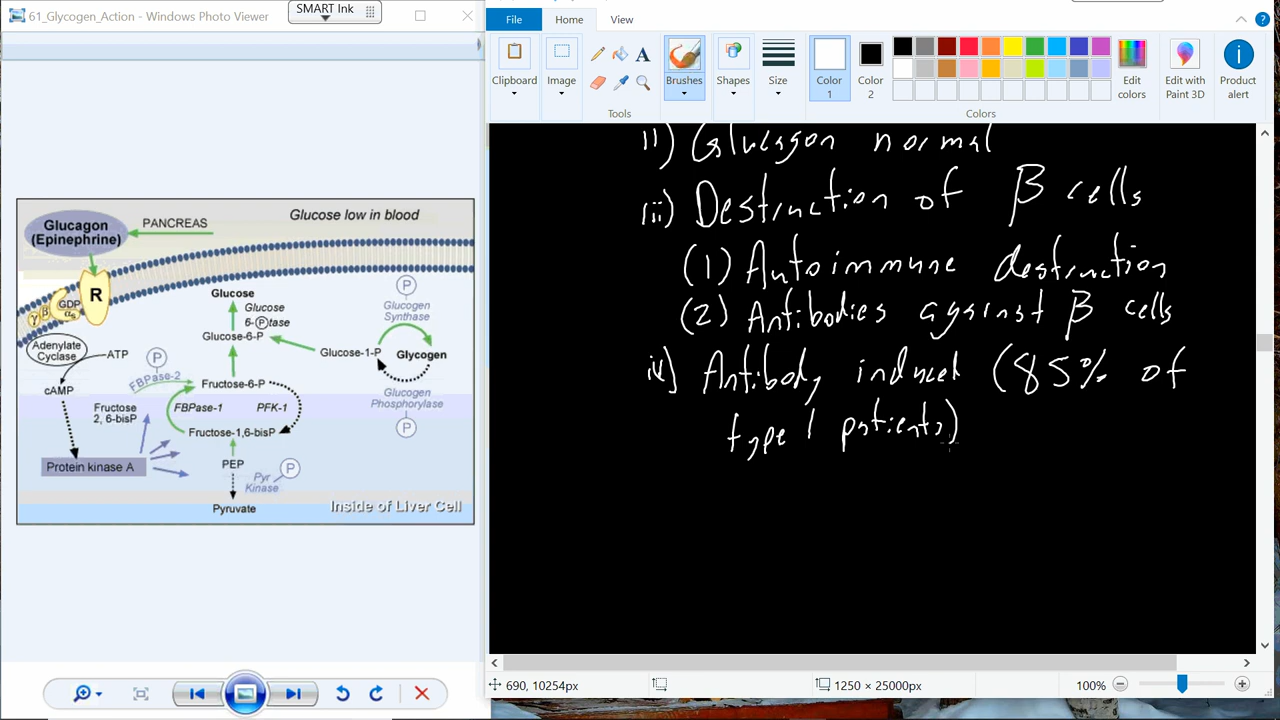 61_Glycogen_Action - Windows Photo Viewer
SMART Ink
File
Home
View
Clipboard
Image
Tools
Brushes
Shapes
Size
Color 1
Color 2
Edit colors
Edit with Paint 3D
Product alert
Colors
PANCREAS
Glucose low in blood
Glucagon
(Epinephrine)
R
GDP
γ
β
αs
Adenylate
Cyclase
ATP
cAMP
P
FBPase-2
Fructose
2, 6-bisP
Protein kinase A
Glucose
Glucose
6-Ptase
Glucose-6-P
Glucose-1-P
P
Glucogen
Synthase
Glycogen
Glucogen
Phosphorylase
P
Fructose-6-P
FBPase-1
PFK-1
Fructose-1,6-bisP
PEP
P
Pyr
Kinase
Pyruvate
Inside of Liver Cell
ii) Glucagon normal
iii) Destruction of β cells
(1) Autoimmune destruction
(2) Antibodies against β cells
iv) Antibody induced (85% of
type 1 patients)
690, 10254px
1250 × 25000px
100%